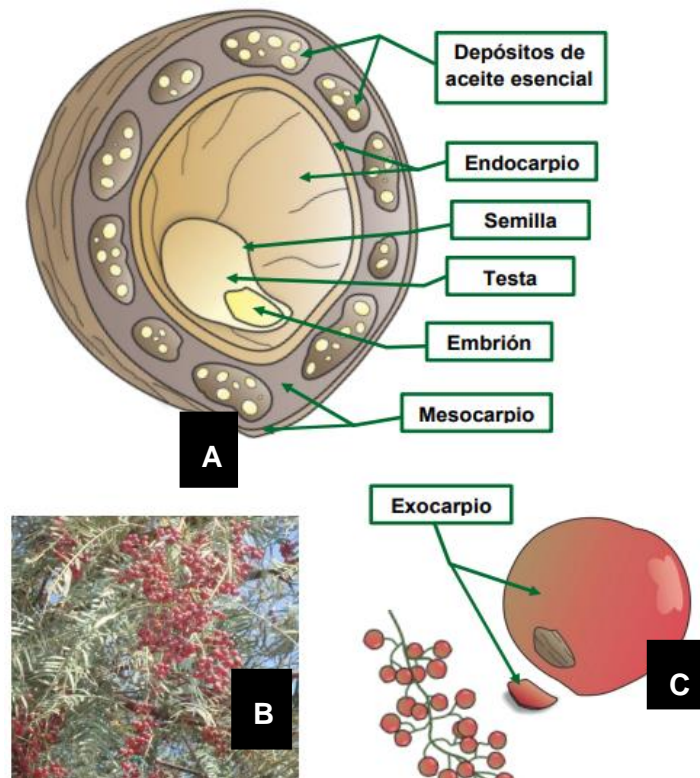 Depósitos de
aceite esencial
Endocarpio
Semilla
Testa
Embrión
Mesocarpio
A
Exocarpio
B
C